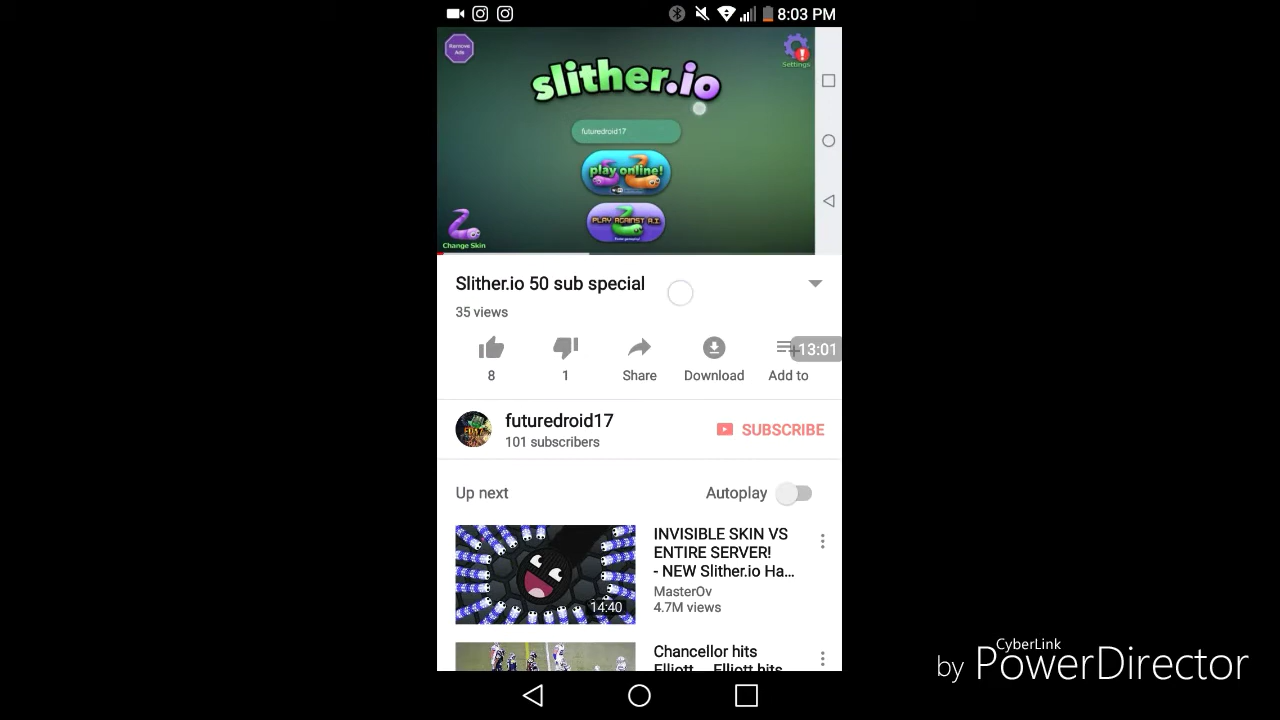 8:03 PM
Remove
Ads
Settings
slither.io
futuredroid17
play online!
PLAY AGAINST A.I.
Change Skin
Slither.io 50 sub special
35 views
13:01
8
1
Share
Download
Add to
futuredroid17
101 subscribers
SUBSCRIBE
Up next
Autoplay
INVISIBLE SKIN VS
ENTIRE SERVER!
- NEW Slither.io Ha...
MasterOv
4.7M views
14:40
Chancellor hits
Elliott... Elliott hits
CyberLink
by PowerDirector